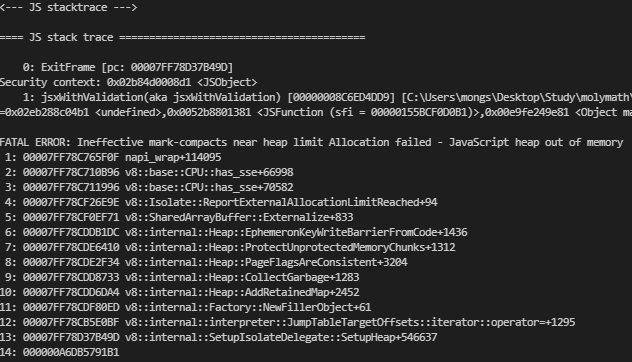 <--- JS stacktrace --->
==== JS stack trace =========================================
0: ExitFrame [pc: 00007FF78D37B49D]
Security context: 0x02b84d0008d1 <JSObject>
1: jsxWithValidation(aka jsxWithValidation) [00000008C6ED4DD9] [C:\Users\mongs\Desktop\Study\molymath\
=0x02eb288c04b1 <undefined>,0x0052b8801381 <JSFunction (sfi = 00000155BCF0D0B1)>,0x00e9fe249e81 <Object ma
FATAL ERROR: Ineffective mark-compacts near heap limit Allocation failed - JavaScript heap out of memory
1: 00007FF78C765F0F napi_wrap+114095
2: 00007FF78C710B96 v8::base::CPU::has_sse+66998
3: 00007FF78C711996 v8::base::CPU::has_sse+70582
4: 00007FF78CF26E9E v8::Isolate::ReportExternalAllocationLimitReached+94
5: 00007FF78CF0EF71 v8::SharedArrayBuffer::Externalize+833
6: 00007FF78CDDB1DC v8::internal::Heap::EphemeronKeyWriteBarrierFromCode+1436
7: 00007FF78CDE6410 v8::internal::Heap::ProtectUnprotectedMemoryChunks+1312
8: 00007FF78CDE2F34 v8::internal::Heap::PageFlagsAreConsistent+3204
9: 00007FF78CDD8733 v8::internal::Heap::CollectGarbage+1283
10: 00007FF78CDD6DA4 v8::internal::Heap::AddRetainedMap+2452
11: 00007FF78CDF80ED v8::internal::Factory::NewFillerObject+61
12: 00007FF78CB5E0BF v8::internal::interpreter::JumpTableTargetOffsets::iterator::operator=+1295
13: 00007FF78D37B49D v8::internal::SetupIsolateDelegate::SetupHeap+546637
14: 000000A6DB5791B1